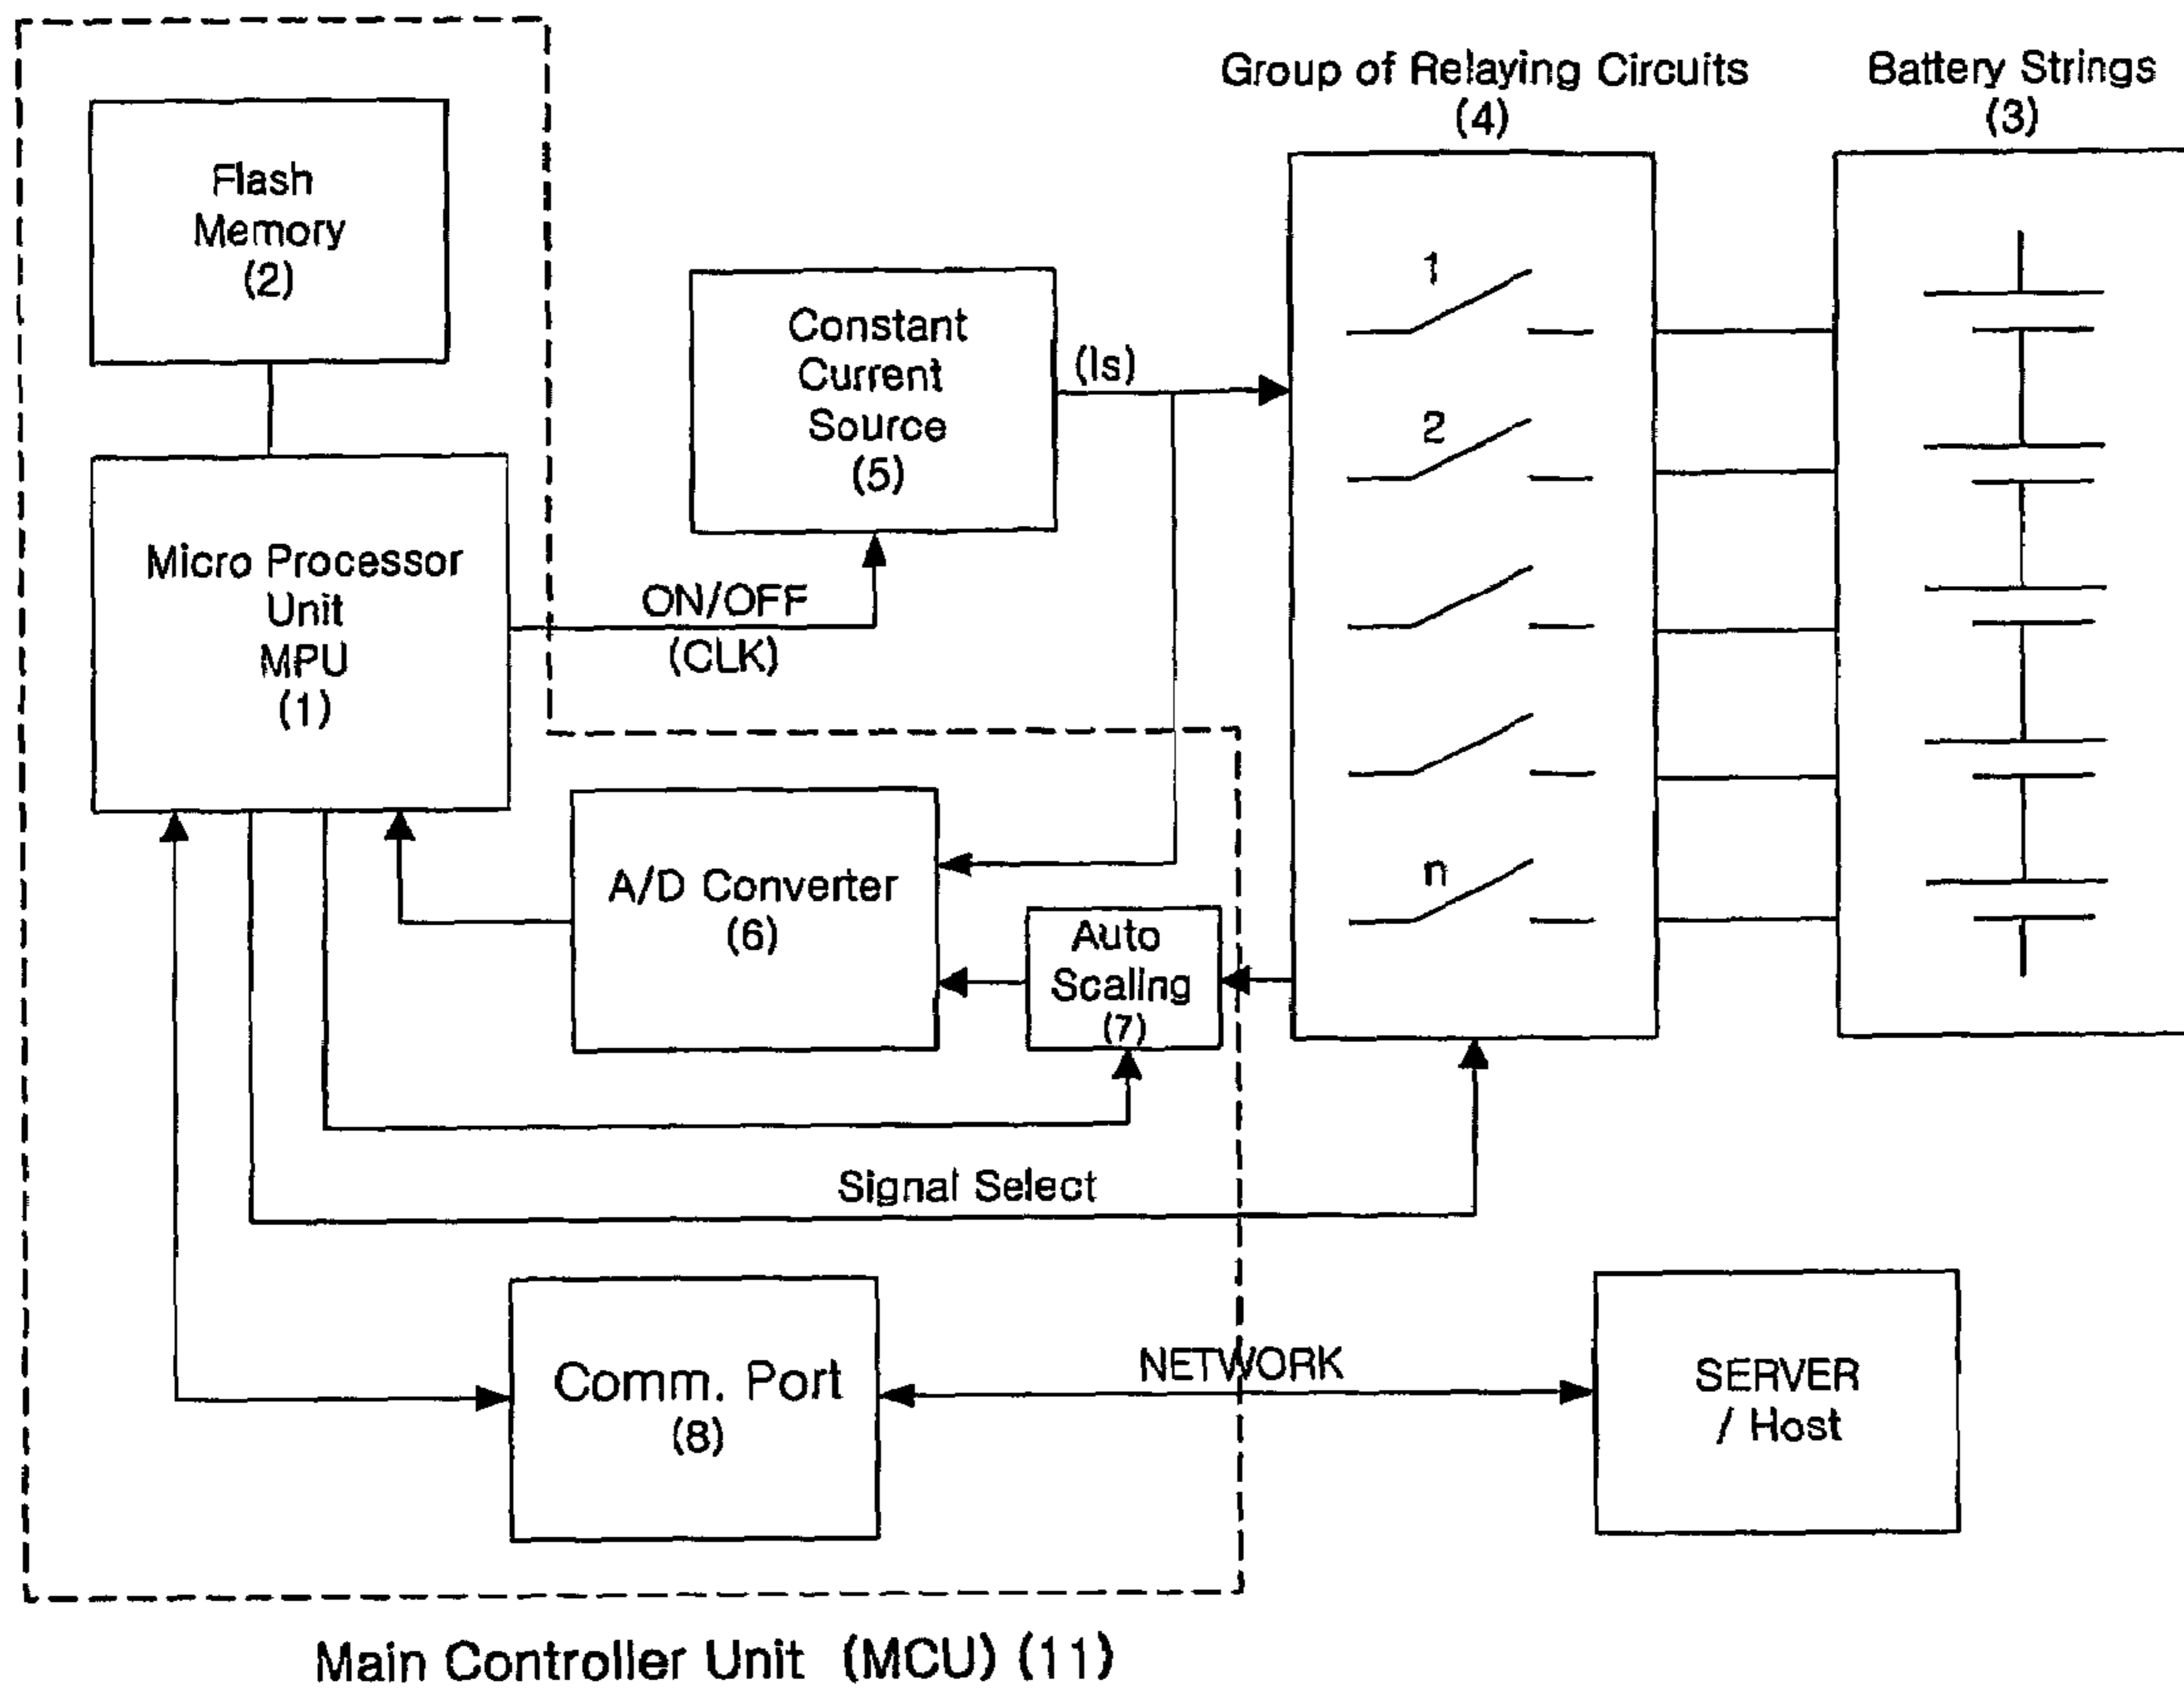 Group of Relaying Circuits
(4)
Battery Strings
(3)
Flash
Memory
(2)
Constant
Current
Source
(5)
(Is)
1
2
n
Micro Processor
Unit
MPU
(1)
ON/OFF
(CLK)
A/D Converter
(6)
Auto
Scaling
(7)
Signal Select
Comm. Port
(8)
NETWORK
SERVER
/ Host
Main Controller Unit (MCU) (11)